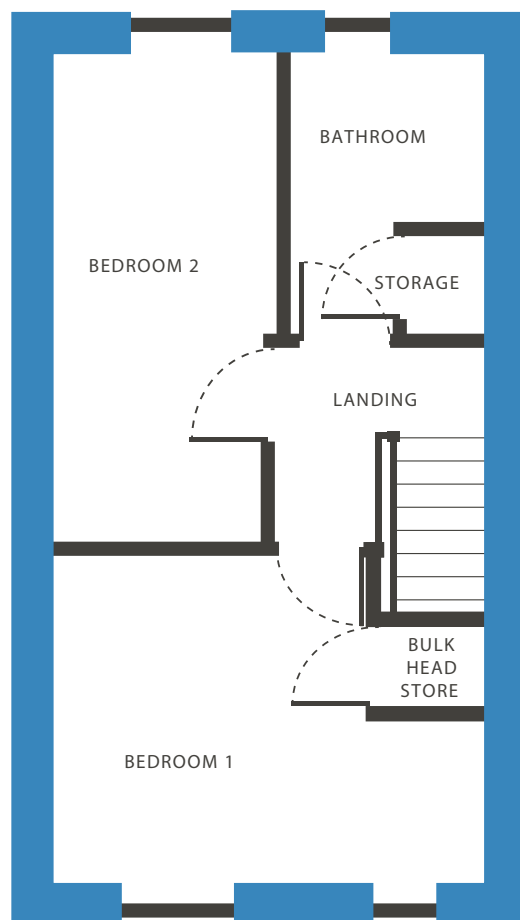 BATHROOM
BEDROOM 2
STORAGE
LANDING
BULK
HEAD
STORE
BEDROOM 1